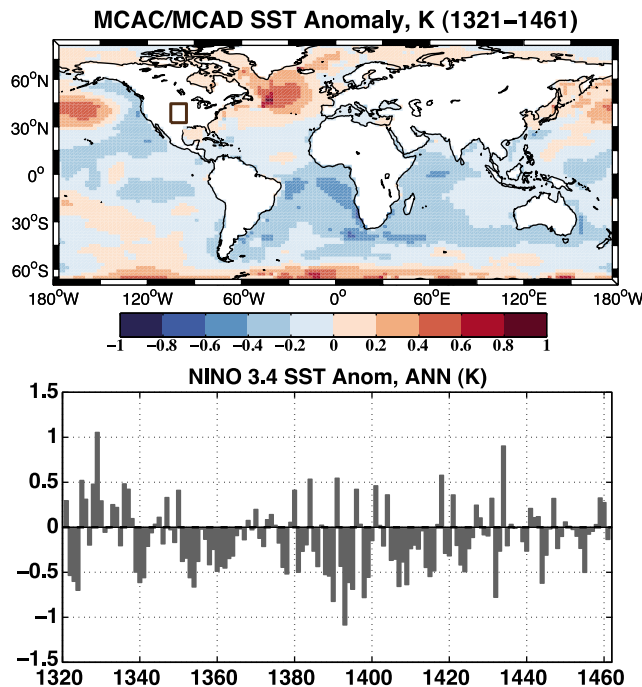 MCAC/MCAD SST Anomaly, K (1321–1461)
60°N
30°N
0°
30°S
60°S
180°W 120°W 60°W 0° 60°E 120°E 180°W
−1 −0.8 −0.6 −0.4 −0.2 0 0.2 0.4 0.6 0.8 1
NINO 3.4 SST Anom, ANN (K)
1.5
1
0.5
0
−0.5
−1
−1.5
1320 1340 1360 1380 1400 1420 1440 1460